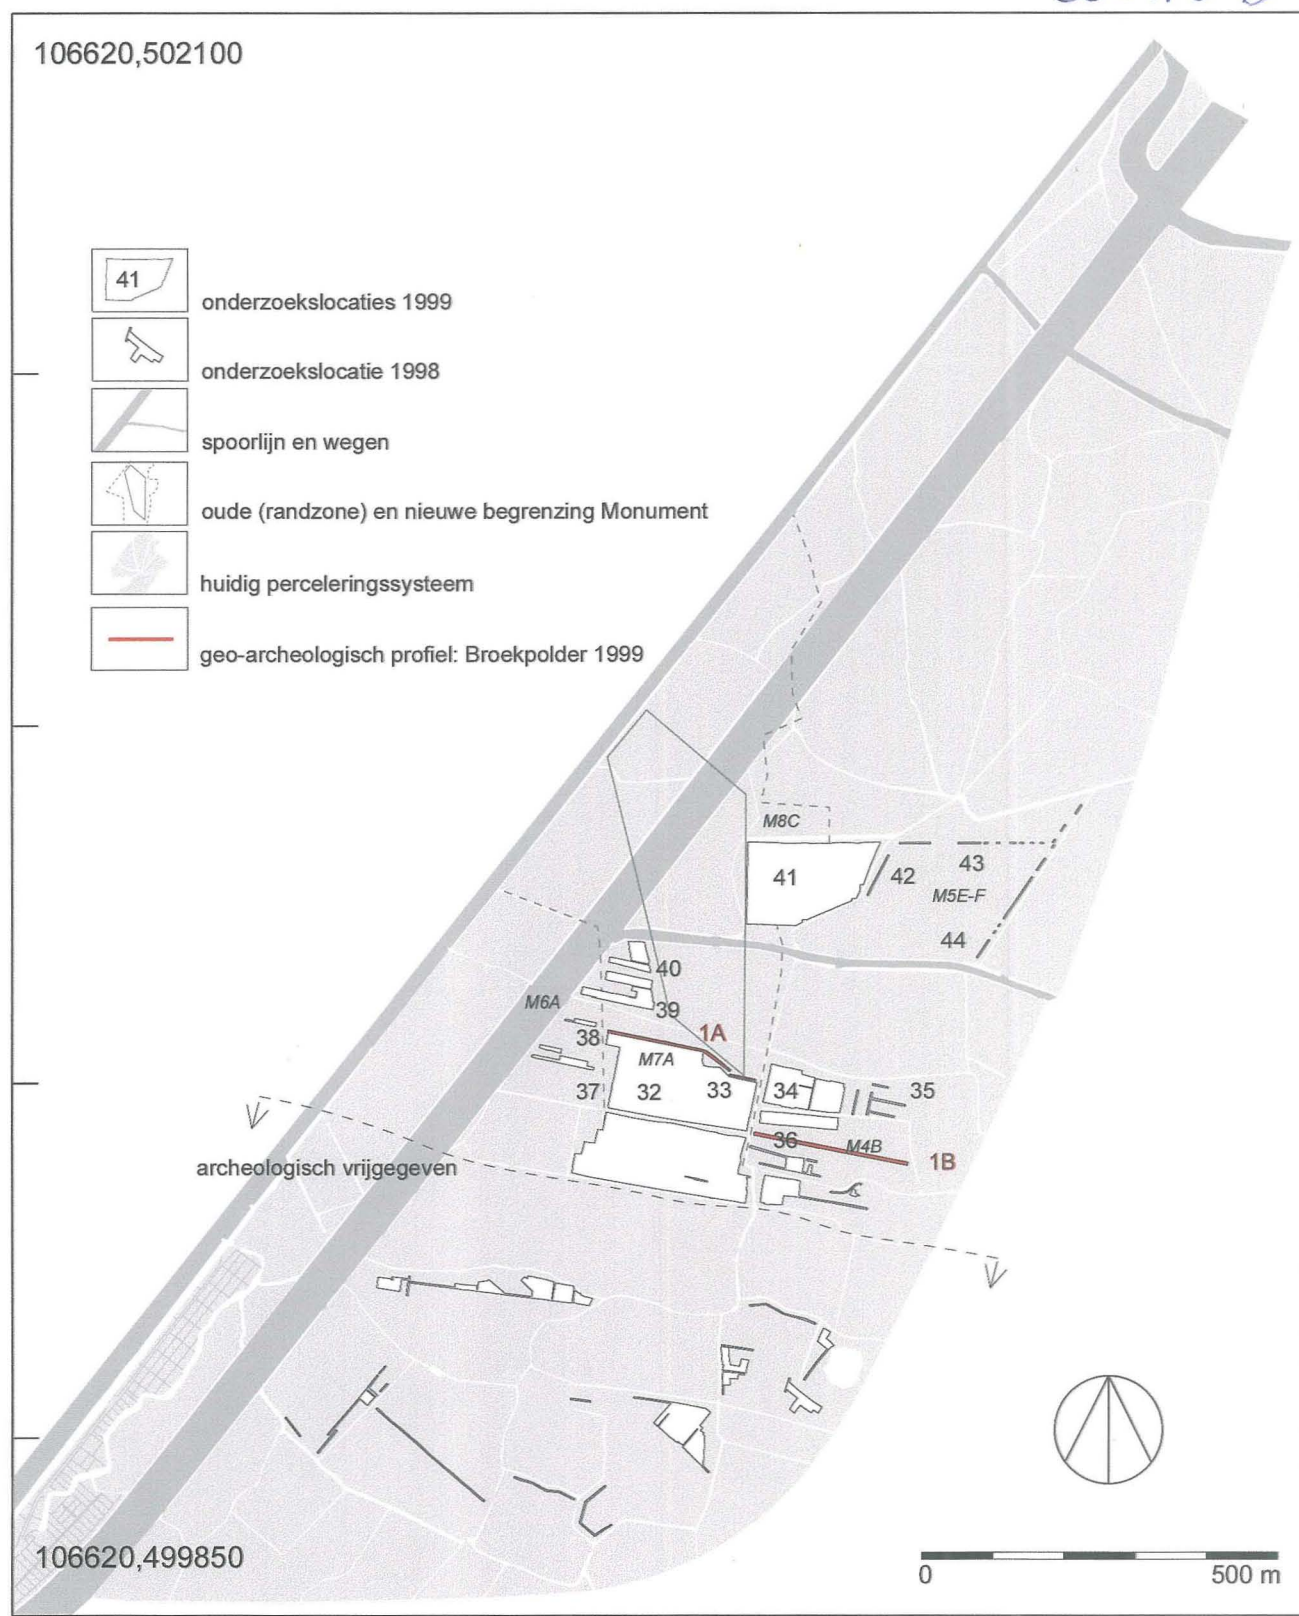 106620,502100
41
onderzoekslocaties 1999
onderzoekslocatie 1998
spoorlijn en wegen
oude (randzone) en nieuwe begrenzing Monument
huidig perceleringssysteem
geo-archeologisch profiel: Broekpolder 1999
M8C
41
42
43
M5E-F
44
40
M6A
39
38
1A
M7A
37
32
33
34
35
36
M4B
1B
archeologisch vrijgegeven
106620,499850
0
500 m